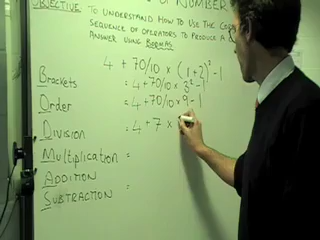 NUMBER
OBJECTIVE: TO UNDERSTAND HOW TO USE THE
SEQUENCE OF OPERATORS TO PRODUCE A
ANSWER USING BODMAS
4 + 70/10 × (1+2)² - 1
Brackets = 4 + 70/10 × 3² - 1
Order = 4 + 70/10 × 9 - 1
Division = 4 + 7 ×
Multiplication =
Addition =
Subtraction =